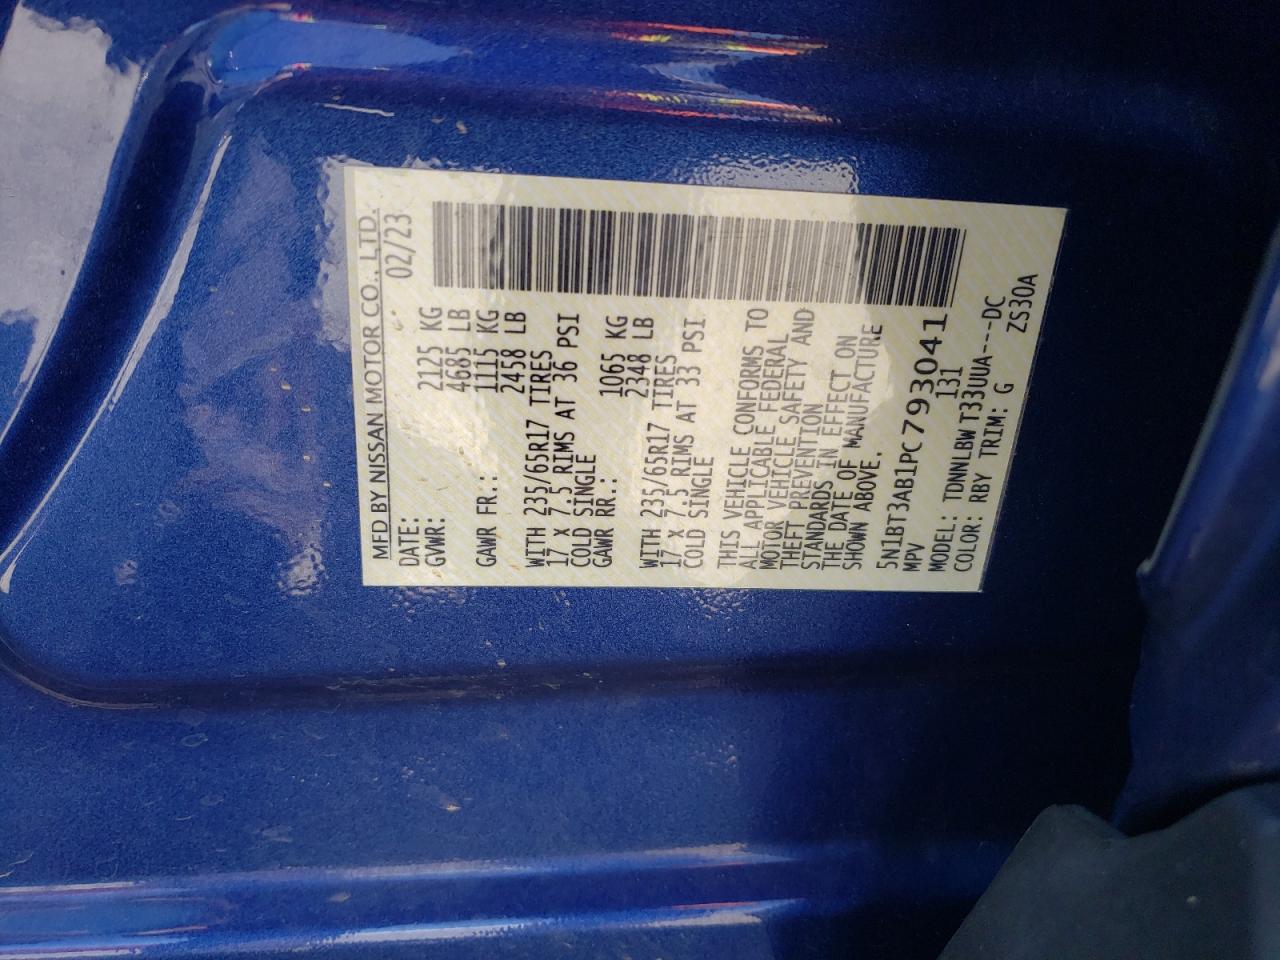 MFD BY NISSAN MOTOR CO., LTD.
DATE: 02/23
GVWR: 2125 KG
4685 LB
GAWR FR.: 1115 KG
2458 LB
WITH 235/65R17 TIRES
17 X 7.5 RIMS AT 36 PSI
COLD SINGLE
GAWR RR.: 1065 KG
2348 LB
WITH 235/65R17 TIRES
17 X 7.5 RIMS AT 33 PSI
COLD SINGLE
THIS VEHICLE CONFORMS TO
ALL APPLICABLE FEDERAL
MOTOR VEHICLE SAFETY AND
THEFT PREVENTION
STANDARDS IN EFFECT ON
THE DATE OF MANUFACTURE
SHOWN ABOVE.
5N1BT3AB1PC793041
MPV 131
MODEL: TDNNLBW T33UUA----DC
COLOR: RBY TRIM: G ZS30A